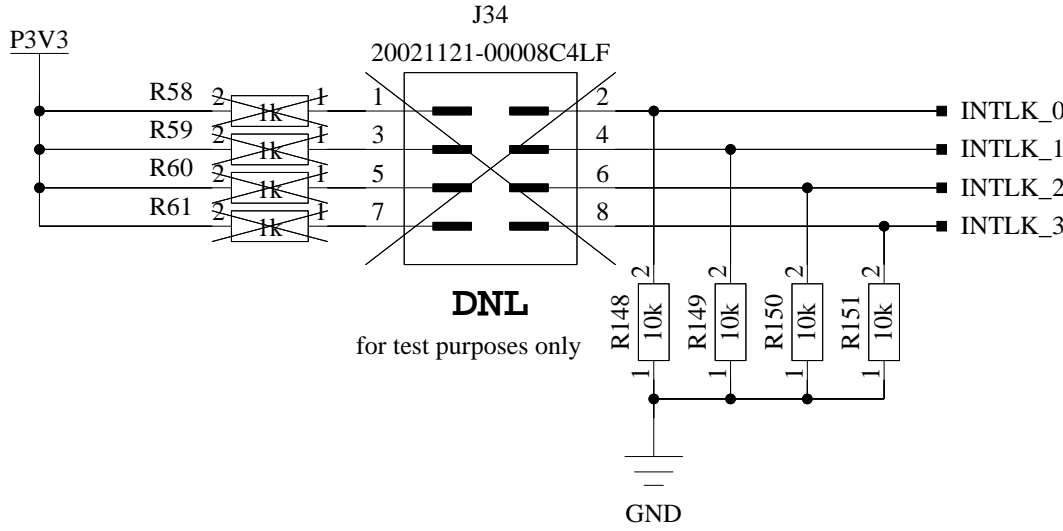 J34
P3V3
20021121-00008C4LF
R58 2 1k 1 1 2 INTLK_0
R59 1k 1 3 4 INTLK_1
R60 2 1k 1 5 6 INTLK_2
R61 2 1k 1 7 8 INTLK_3
2 2 2 2
R148 10k R149 10k R150 10k R151 10k
1 1 1 1
DNL
for test purposes only
GND